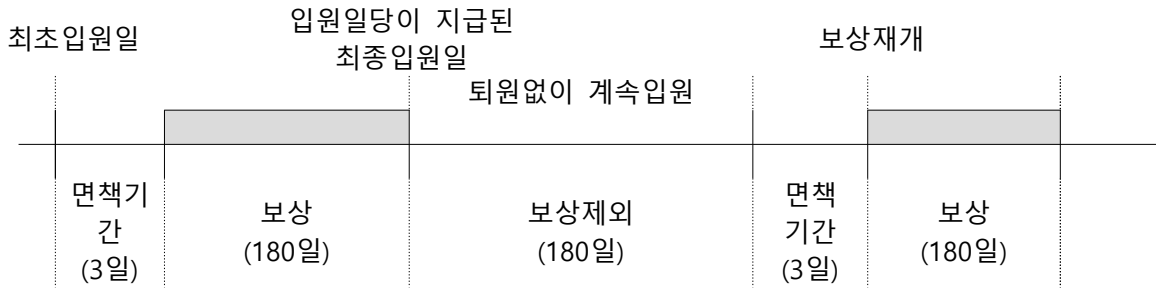 최초입원일
입원일당이 지급된
최종입원일
퇴원없이 계속입원
보상재개
면책기
간
(3일)
보상
(180일)
보상제외
(180일)
면책
기간
(3일)
보상
(180일)